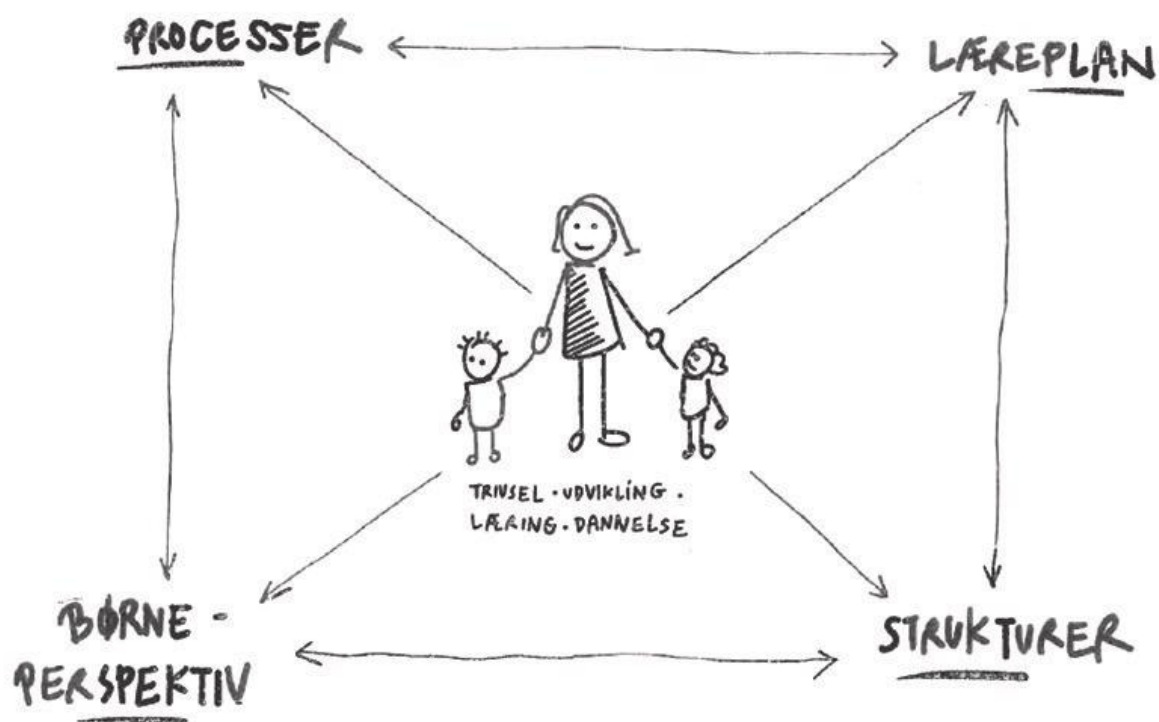 PROCESSER
LÆREPLAN
TRIVSEL · UDVIKLING ·
LÆRING · DANNELSE
BØRNE-
PERSPEKTIV
STRUKTURER